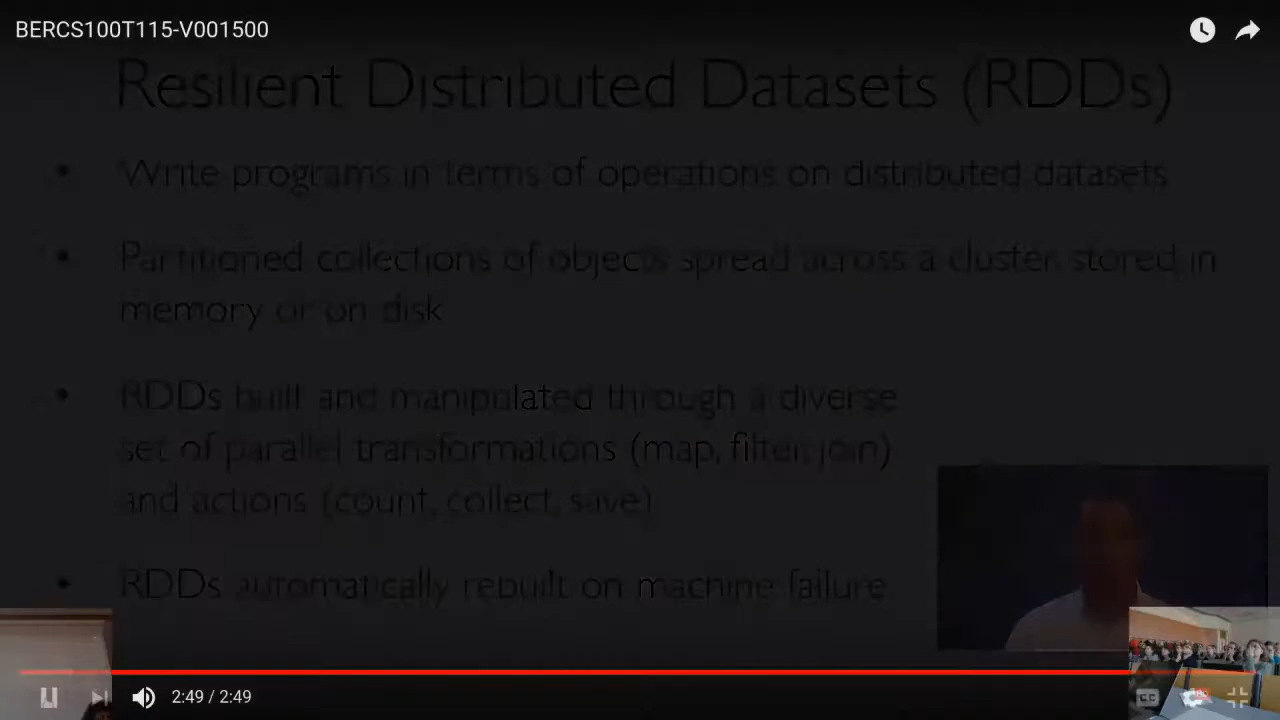 BERCS100T115-V001500
Resilient Distributed Datasets (RDDs)
• Write programs in terms of operations on distributed datasets
• Partitioned collections of objects spread across a cluster, stored in
memory or on disk
• RDDs built and manipulated through a diverse
set of parallel transformations (map, filter, join)
and actions (count, collect, save)
• RDDs automatically rebuilt on machine failure
2:49 / 2:49
CC